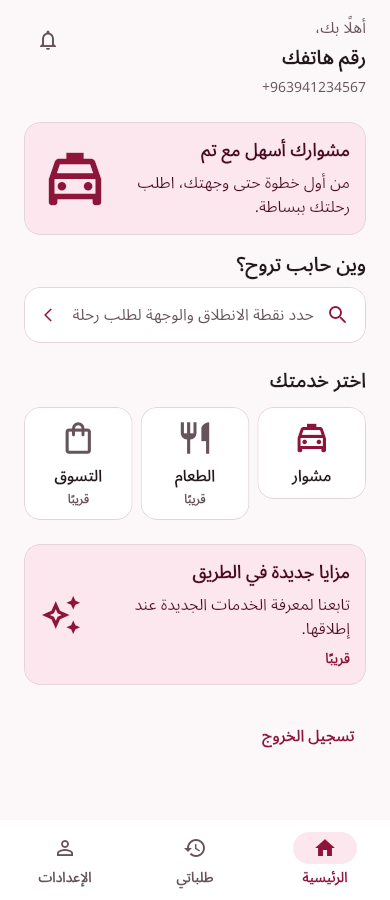 أهلًا بك،
رقم هاتفك
+963941234567
مشوارك أسهل مع تم
من أول خطوة حتى وجهتك، اطلب
رحلتك ببساطة.
وين حابب تروح؟
حدد نقطة الانطلاق والوجهة لطلب رحلة
اختر خدمتك
مشوار
الطعام
قريبًا
التسوق
قريبًا
مزايا جديدة في الطريق
تابعنا لمعرفة الخدمات الجديدة عند
إطلاقها.
قريبًا
تسجيل الخروج
الرئيسية
طلباتي
الإعدادات